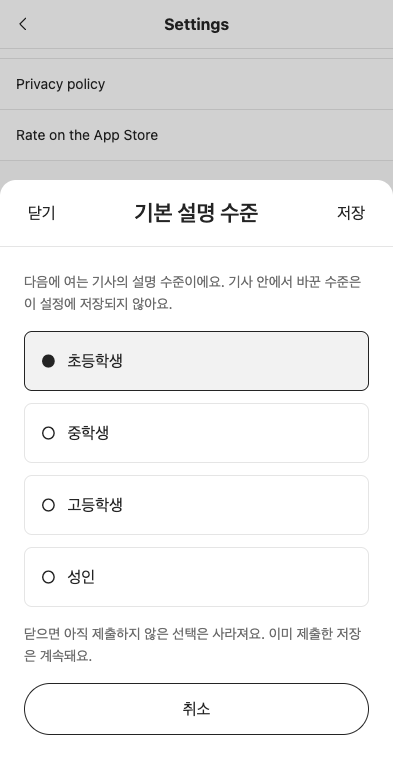 Settings
Privacy policy
Rate on the App Store
닫기
기본 설명 수준
저장
다음에 여는 기사의 설명 수준이에요. 기사 안에서 바꾼 수준은
이 설정에 저장되지 않아요.
초등학생
중학생
고등학생
성인
닫으면 아직 제출하지 않은 선택은 사라져요. 이미 제출한 저장
은 계속돼요.
취소